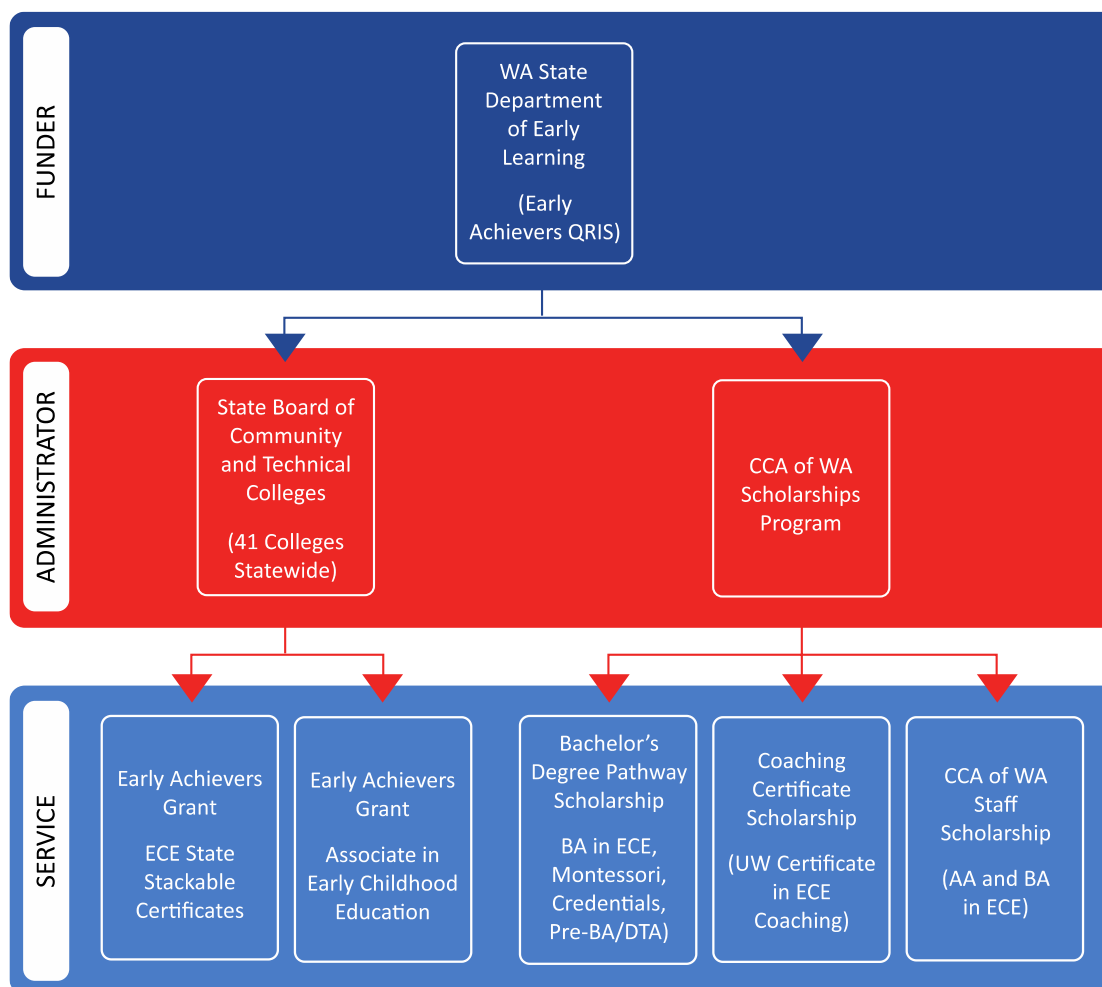 FUNDER
WA State
Department
of Early
Learning
(Early
Achievers QRIS)
ADMINISTRATOR
State Board of
Community
and Technical
Colleges
(41 Colleges
Statewide)
CCA of WA
Scholarships
Program
SERVICE
Early Achievers
Grant
ECE State
Stackable
Certificates
Early Achievers
Grant
Associate in
Early Childhood
Education
Bachelor’s
Degree Pathway
Scholarship
BA in ECE,
Montessori,
Credentials,
Pre-BA/DTA)
Coaching
Certificate
Scholarship
(UW Certificate
in ECE
Coaching)
CCA of WA
Staff
Scholarship
(AA and BA
in ECE)